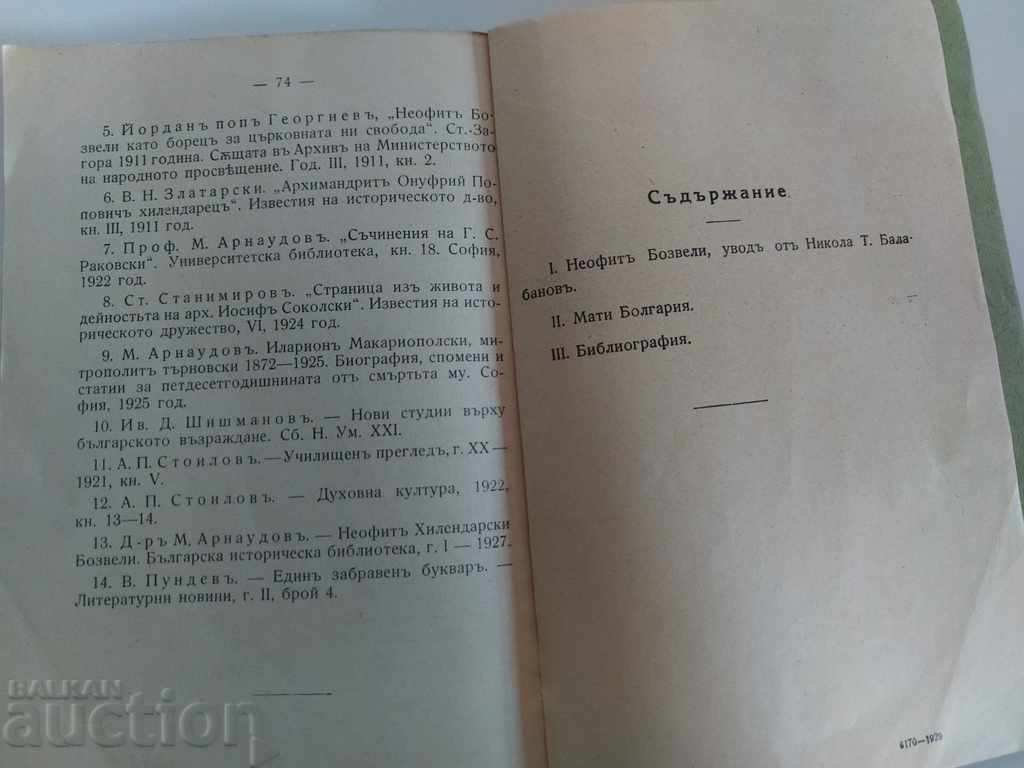 — 74 —
5. Йорданъ попъ Георгиевъ, „Неофитъ Бо-
звели като борецъ за църковната ни свобода“. Ст.-За-
гора 1911 година. Сѫщата въ Архивъ на Министерството
на народното просвѣщение. Год. III, 1911, кн. 2.
6. В. Н. Златарски. „Архимандритъ Онуфрий По-
повичъ хилендарецъ“. Известия на историческото д-во,
кн. III, 1911 год.
7. Проф. М. Арнаудовъ. „Съчинения на Г. С.
Раковски“. Университетска библиотека, кн. 18. София,
1922 год.
8. Ст. Станимировъ. „Страница изъ живота и
дейностьта на арх. Иосифъ Соколски“. Известия на исто-
рическото дружество, VI, 1924 год.
9. М. Арнаудовъ. Иларионъ Макариополски, ми-
трополитъ търновски 1872—1925. Биография, спомени и
статии за петдесетгодишнината отъ смъртьта му. Со-
фия, 1925 год.
10. Ив. Д. Шишмановъ. — Нови студии върху
българското възраждане. Сб. Н. Ум. XXI.
11. А. П. Стоиловъ. — Училищенъ прегледъ, г. XX —
1921, кн. V.
12. А. П. Стоиловъ. — Духовна култура, 1922,
кн. 13—14.
13. Д-ръ М. Арнаудовъ. — Неофитъ Хилендарски
Бозвели. Българска историческа библиотека, г. I — 1927.
14. В. Пундевъ. — Единъ забравенъ букваръ. —
Литературни новини, г. II, брой 4.
Съдържание.
I. Неофитъ Бозвели, уводъ отъ Никола Т. Бала-
бановъ.
II. Мати Болгария.
III. Библиография.
6170—1929
BALKAN
auction